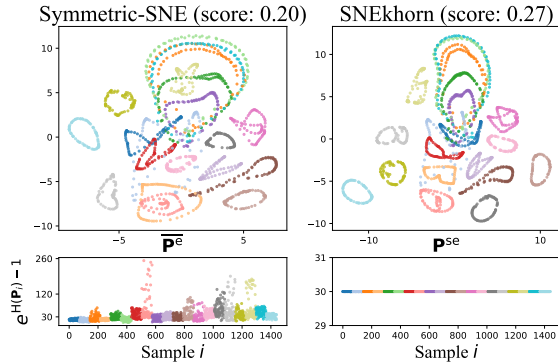 Symmetric-SNE (score: 0.20)
SNEkhorn (score: 0.27)
10
5
0
−5
−10
−5
5
12
10
5
0
−5
−10
−10
10
P̅ᵉ
Pˢᵉ
260
120
60
30
0 200 400 600 800 1000 1200 1400
31
30
29
0 200 400 600 800 1000 1200 1400
e^{H(Pᵢ) − 1}
Sample i
Sample i